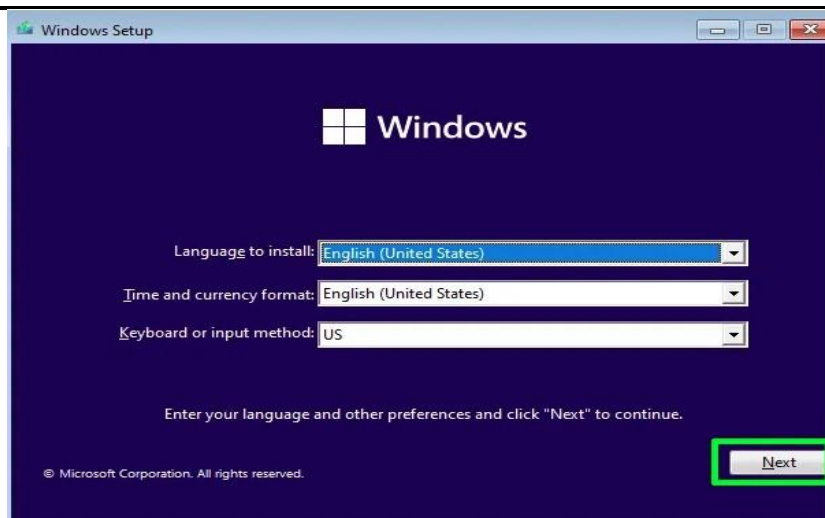 Windows Setup
Windows
Language to install: English (United States)
Time and currency format: English (United States)
Keyboard or input method: US
Enter your language and other preferences and click "Next" to continue.
Next
© Microsoft Corporation. All rights reserved.